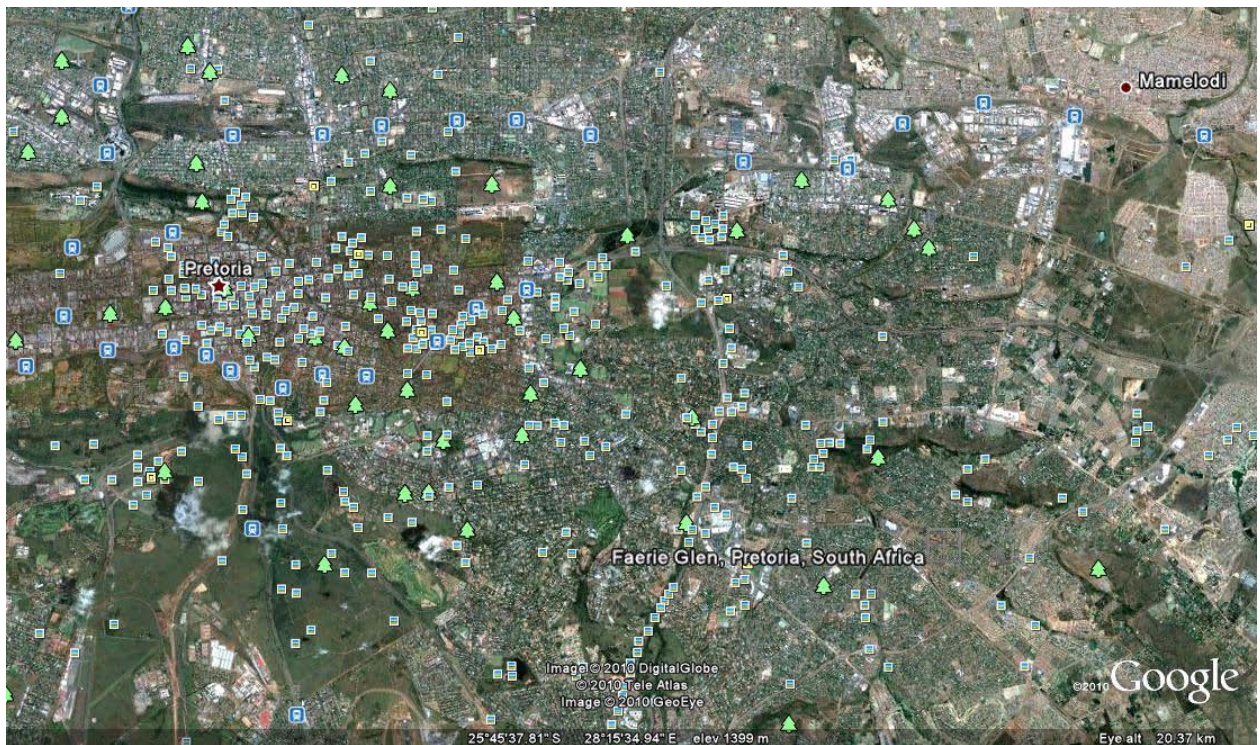 Mamelodi
Pretoria
Faerie Glen, Pretoria, South Africa
Image © 2010 DigitalGlobe
© 2010 Tele Atlas
Image © 2010 GeoEye
©2010 Google
25°45'37.81" S 28°15'34.94" E elev 1399 m
Eye alt 20.37 km